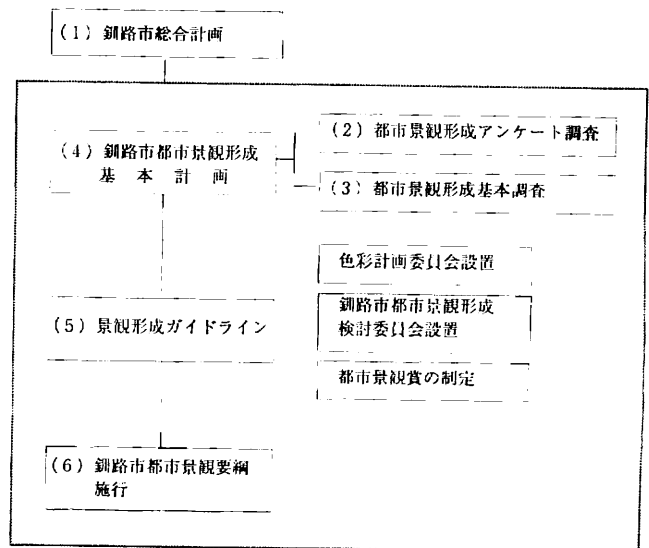 (1) 釧路市総合計画
(2) 都市景観形成アンケート調査
(4) 釧路市都市景観形成
基本計画
(3) 都市景観形成基本調査
色彩計画委員会設置
釧路市都市景観形成
検討委員会設置
(5) 景観形成ガイドライン
都市景観賞の制定
(6) 釧路市都市景観要綱
施行